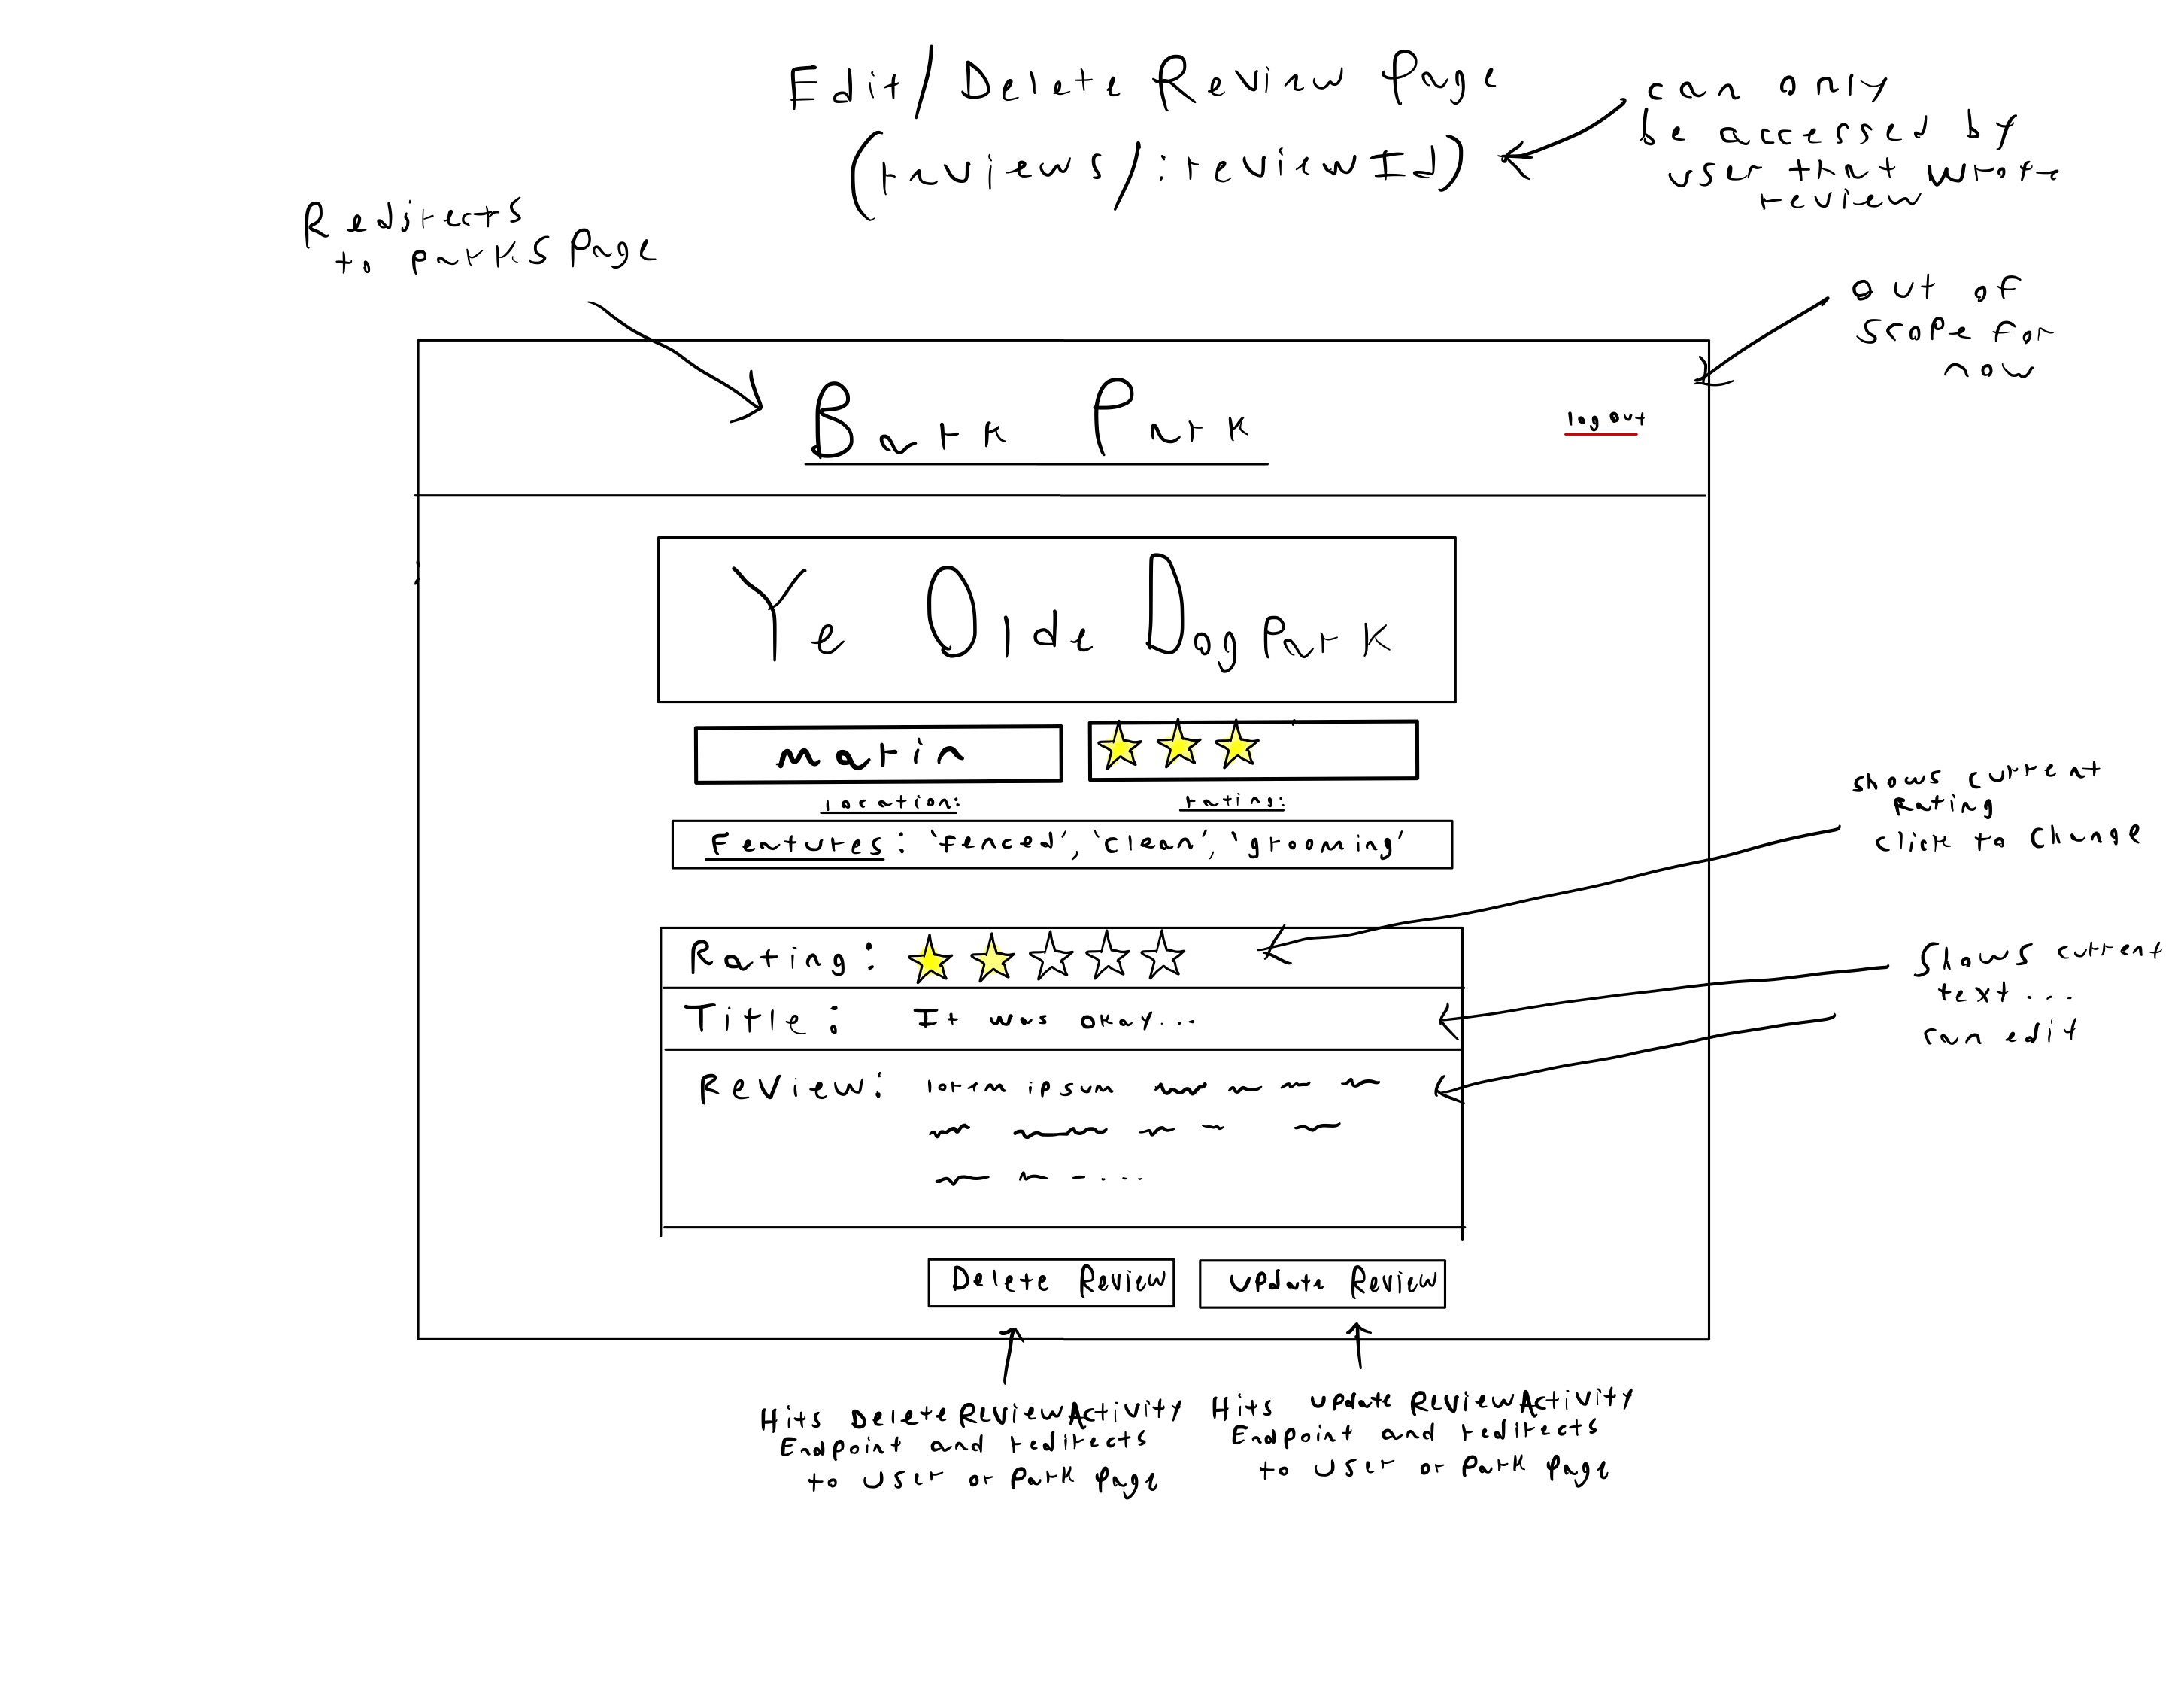 Edit/Delete Review Page
(reviews/:reviewId)
can only
be accessed by
user that wrote
review
Redirects
to parks page
out of
scope for
now
Bark Park
logout
Ye Olde Dog Park
marin
location:
rating:
Features: 'fenced', 'clean', 'grooming'
shows current
Rating
click to change
Rating:
Title: It was okay...
Review: lorem ipsum
Shows current
text...
can edit
Delete Review
Update Review
Hits DeleteReviewActivity
Endpoint and redirects
to user or park page
Hits updateReviewActivity
Endpoint and redirects
to user or park page